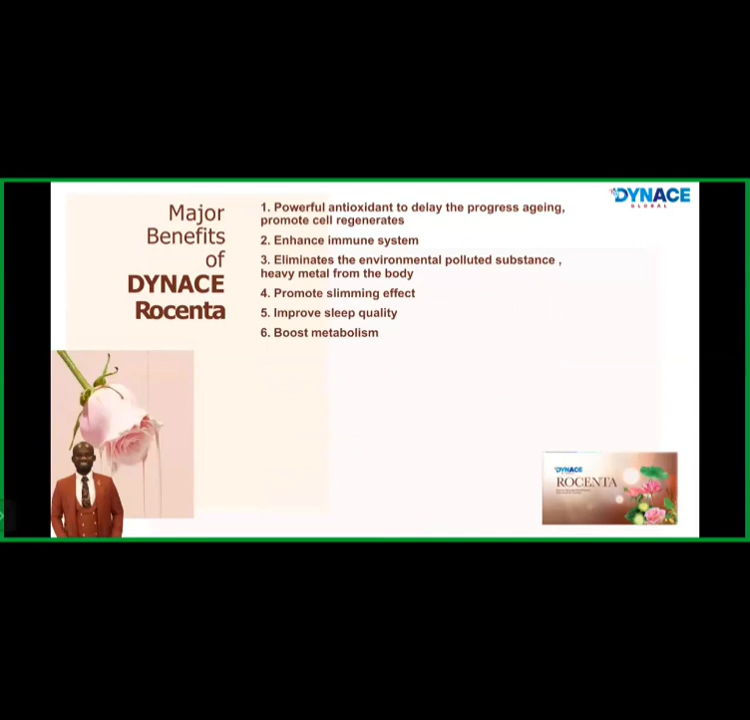 Major
Benefits
of
DYNACE
Rocenta
1. Powerful antioxidant to delay the progress ageing,
promote cell regenerates
2. Enhance immune system
3. Eliminates the environmental polluted substance ,
heavy metal from the body
4. Promote slimming effect
5. Improve sleep quality
6. Boost metabolism
DYNACE
GLOBAL
DYNACE
ROCENTA